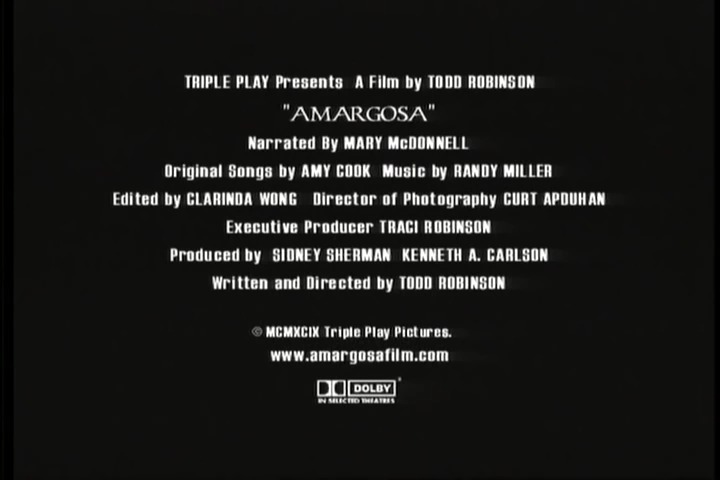 TRIPLE PLAY Presents A Film by TODD ROBINSON
"AMARGOSA"
Narrated By MARY McDONNELL
Original Songs by AMY COOK Music by RANDY MILLER
Edited by CLARINDA WONG Director of Photography CURT APDUHAN
Executive Producer TRACI ROBINSON
Produced by SIDNEY SHERMAN KENNETH A. CARLSON
Written and Directed by TODD ROBINSON
© MCMXCIX Triple Play Pictures.
www.amargosafilm.com
DOLBY
IN SELECTED THEATRES